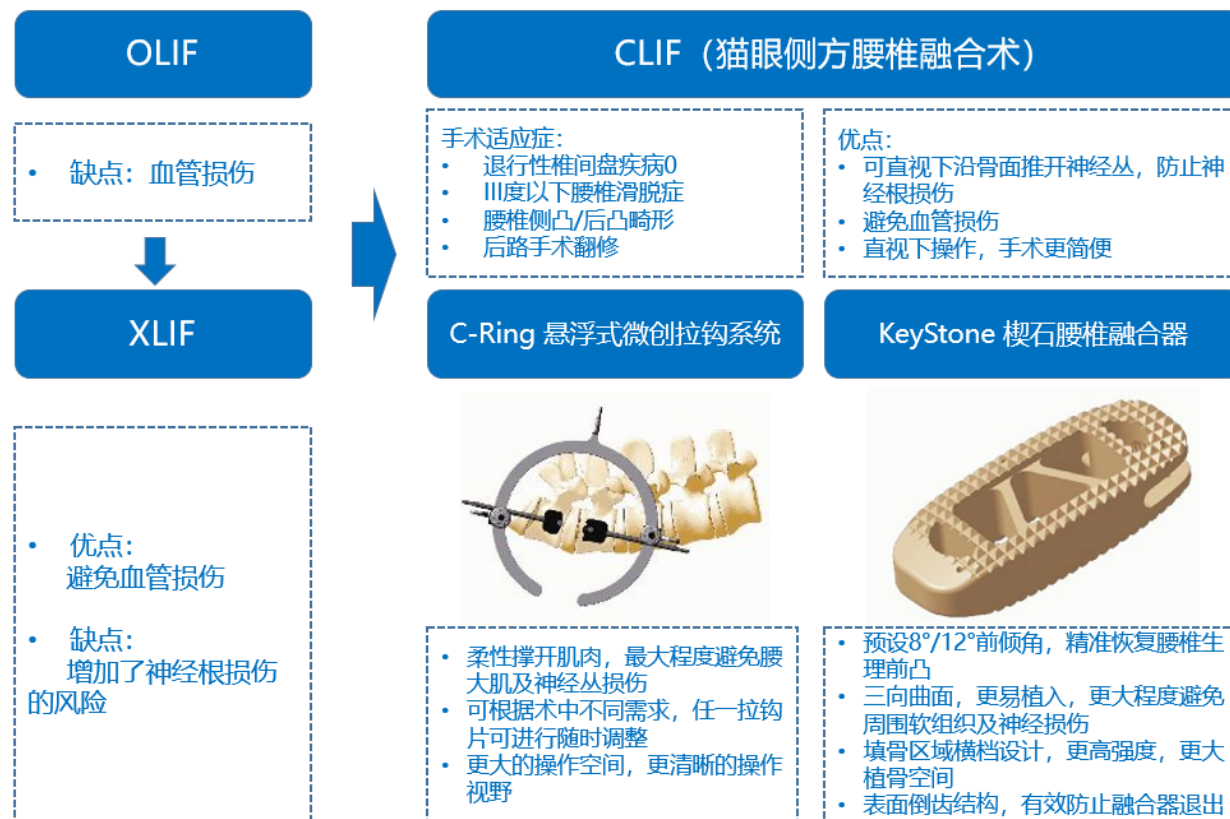 OLIF
• 缺点：血管损伤
XLIF
• 优点：
避免血管损伤
• 缺点：
增加了神经根损伤
的风险
CLIF（猫眼侧方腰椎融合术）
手术适应症：
• 退行性椎间盘疾病0
• III度以下腰椎滑脱症
• 腰椎侧凸/后凸畸形
• 后路手术翻修
优点：
• 可直视下沿骨面推开神经丛，防止神
经根损伤
• 避免血管损伤
• 直视下操作，手术更简便
C-Ring 悬浮式微创拉钩系统
• 柔性撑开肌肉，最大程度避免腰
大肌及神经丛损伤
• 可根据术中不同需求，任一拉钩
片可进行随时调整
• 更大的操作空间，更清晰的操作
视野
KeyStone 楔石腰椎融合器
• 预设8°/12°前倾角，精准恢复腰椎生
理前凸
• 三向曲面，更易植入，更大程度避免
周围软组织及神经损伤
• 填骨区域横档设计，更高强度，更大
植骨空间
• 表面倒齿结构，有效防止融合器退出